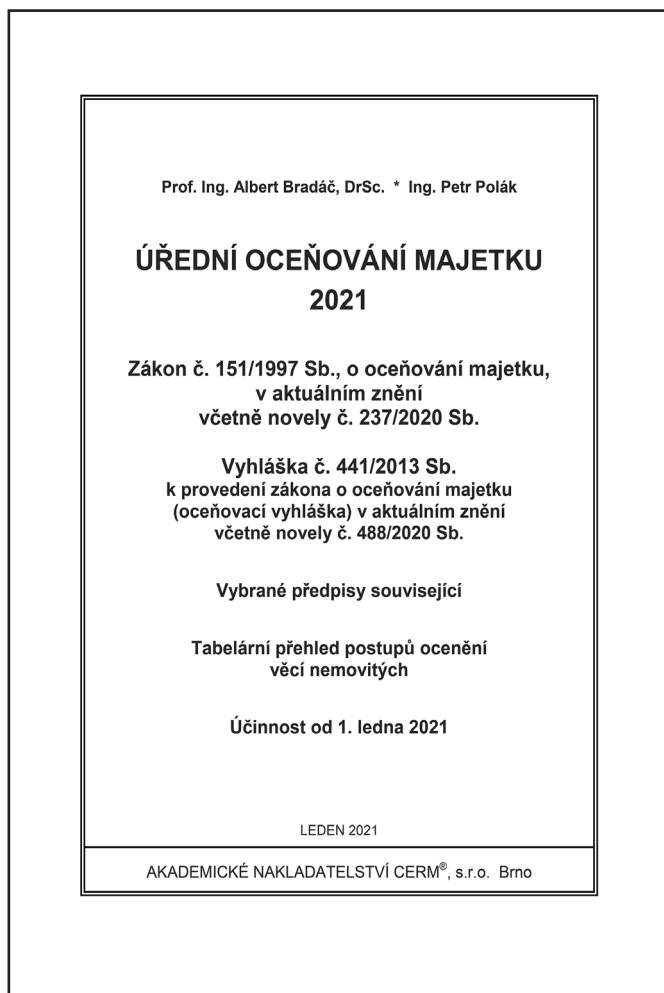 Prof. Ing. Albert Bradáč, DrSc. * Ing. Petr Polák
ÚŘEDNÍ OCEŇOVÁNÍ MAJETKU
2021
Zákon č. 151/1997 Sb., o oceňování majetku,
v aktuálním znění
včetně novely č. 237/2020 Sb.
Vyhláška č. 441/2013 Sb.
k provedení zákona o oceňování majetku
(oceňovací vyhláška) v aktuálním znění
včetně novely č. 488/2020 Sb.
Vybrané předpisy související
Tabelární přehled postupů ocenění
věcí nemovitých
Účinnost od 1. ledna 2021
LEDEN 2021
AKADEMICKÉ NAKLADATELSTVÍ CERM®, s.r.o. Brno